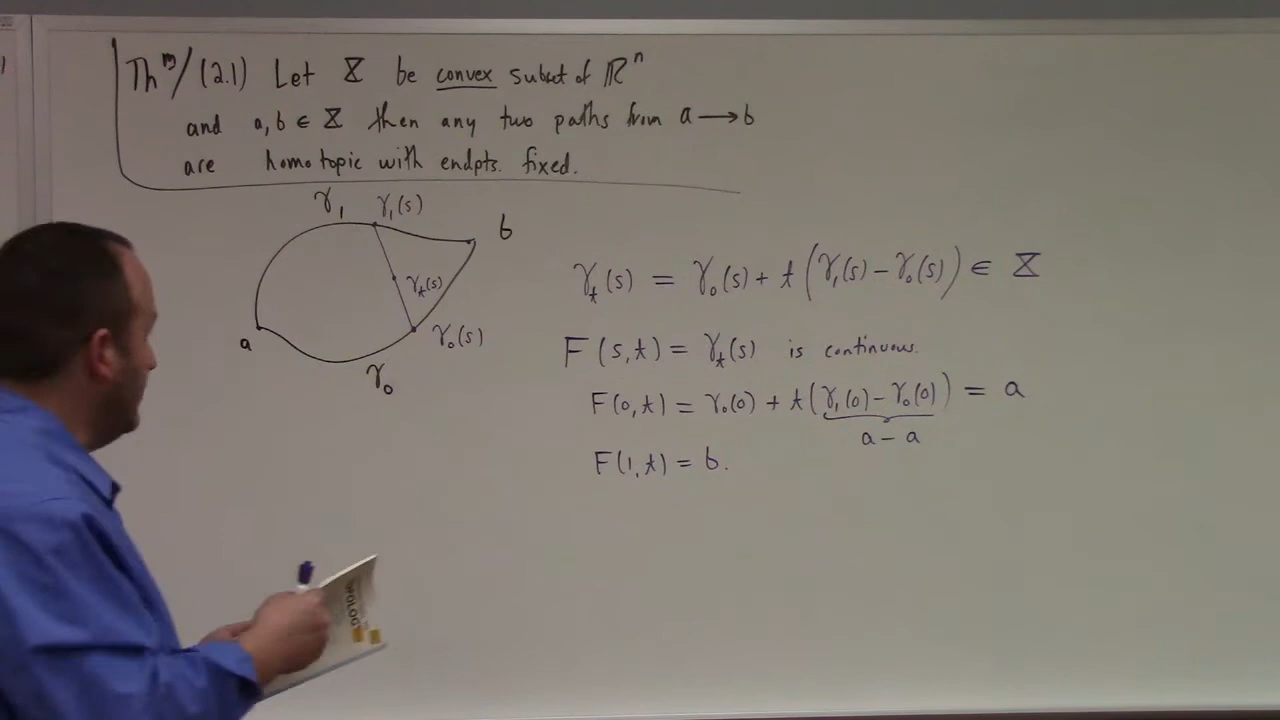 Thm/ (2.1) Let X be convex subset of ℝⁿ
and a,b ∈ X then any two paths from a ⟶ b
are homotopic with endpts. fixed.
γ₁ γ₁(s)
b
γₜ(s)
a
γ₀(s)
γ₀
γₜ(s) = γ₀(s) + t(γ₁(s) − γ₀(s)) ∈ X
F(s,t) = γₜ(s) is continuous.
F(0,t) = γ₀(0) + t(γ₁(0) − γ₀(0)) = a
a − a
F(1,t) = b.